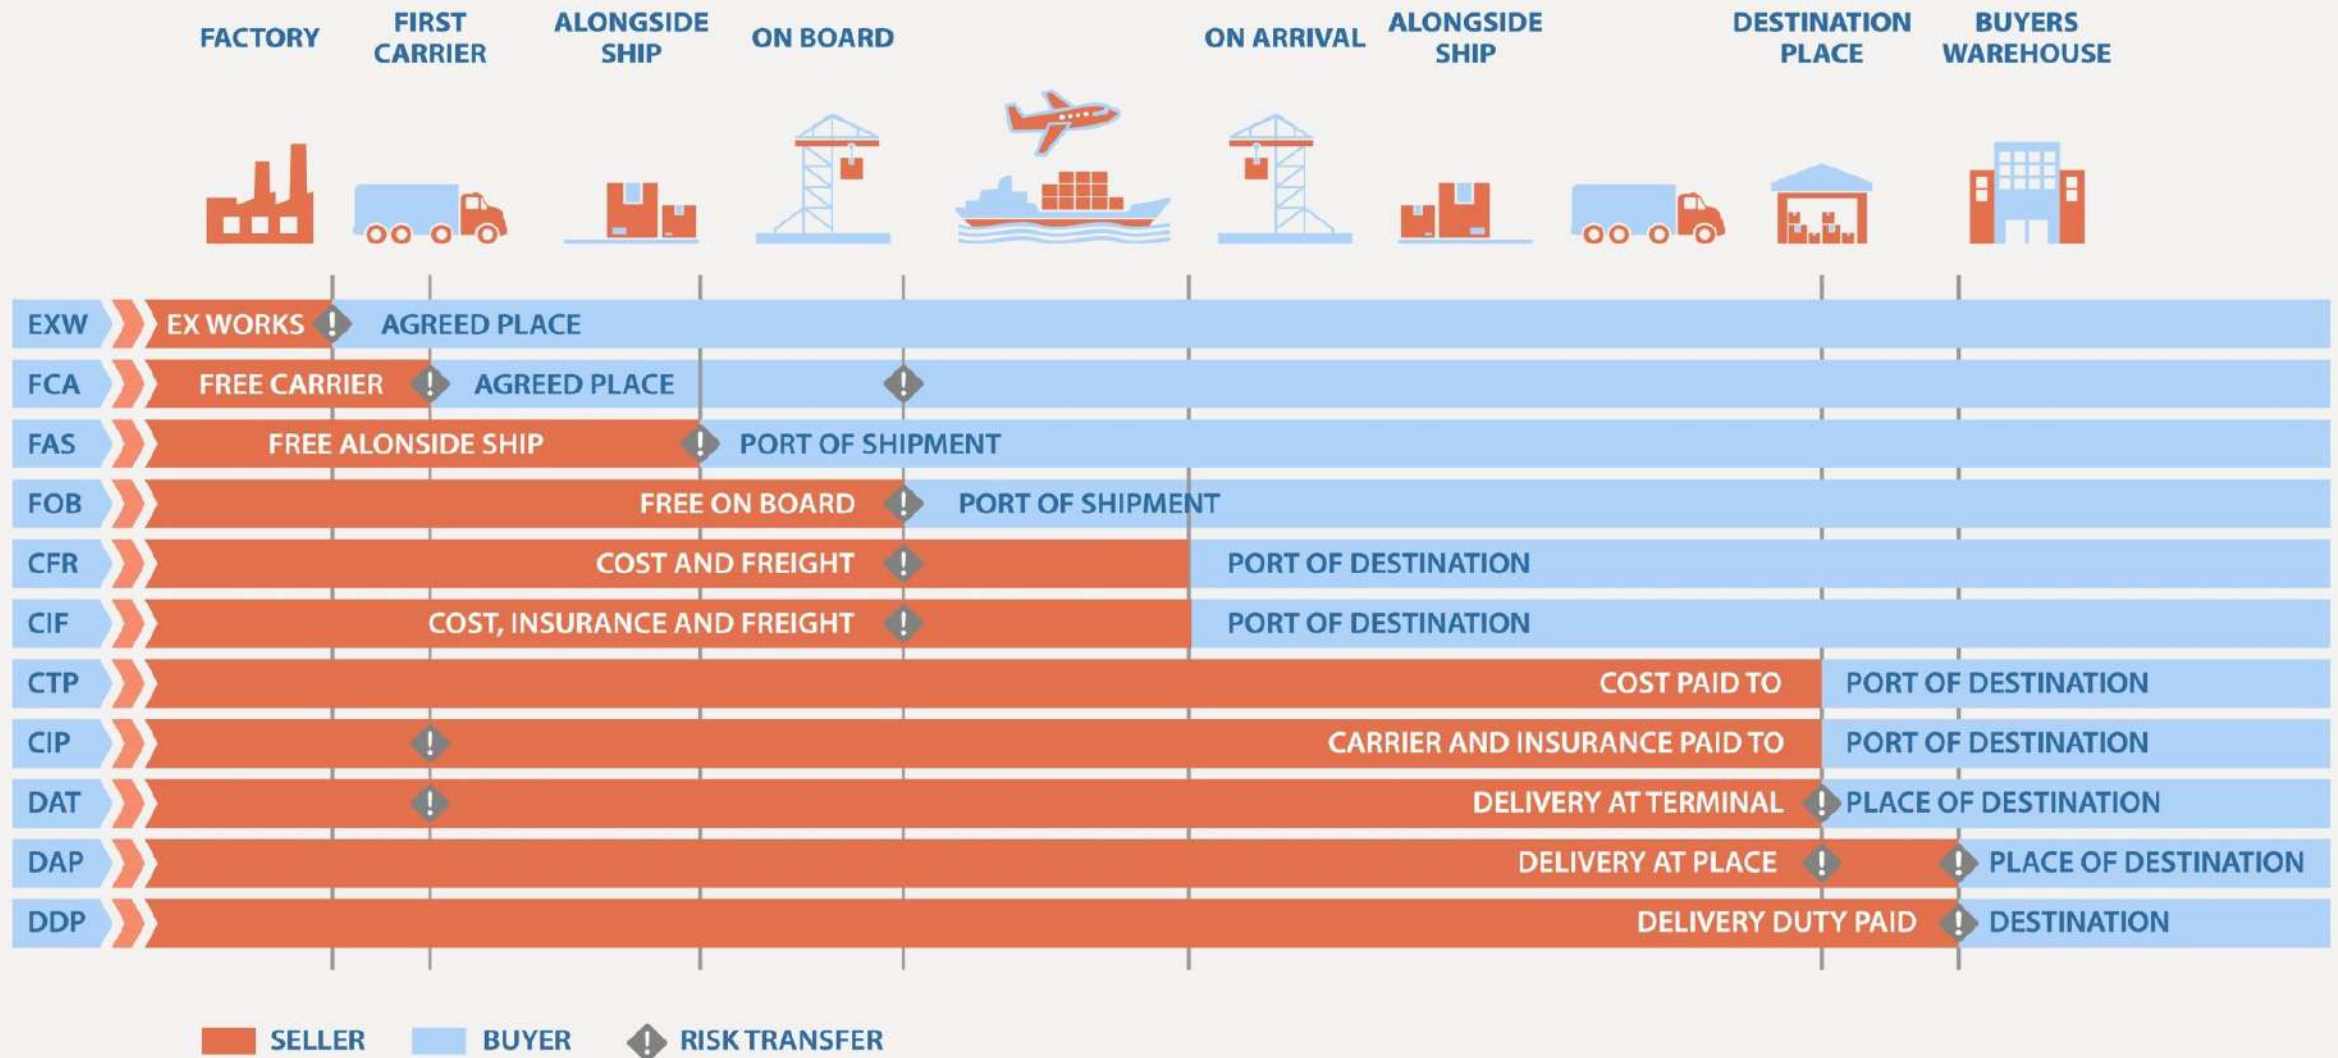 FACTORY
FIRST
CARRIER
ALONGSIDE
SHIP
ON BOARD
ON ARRIVAL
ALONGSIDE
SHIP
DESTINATION
PLACE
BUYERS
WAREHOUSE
EXW EX WORKS ! AGREED PLACE
FCA FREE CARRIER ! AGREED PLACE !
FAS FREE ALONSIDE SHIP ! PORT OF SHIPMENT
FOB FREE ON BOARD ! PORT OF SHIPMENT
CFR COST AND FREIGHT ! PORT OF DESTINATION
CIF COST, INSURANCE AND FREIGHT ! PORT OF DESTINATION
CTP COST PAID TO PORT OF DESTINATION
CIP ! CARRIER AND INSURANCE PAID TO PORT OF DESTINATION
DAT ! DELIVERY AT TERMINAL ! PLACE OF DESTINATION
DAP DELIVERY AT PLACE ! ! PLACE OF DESTINATION
DDP DELIVERY DUTY PAID ! DESTINATION
SELLER BUYER ! RISK TRANSFER